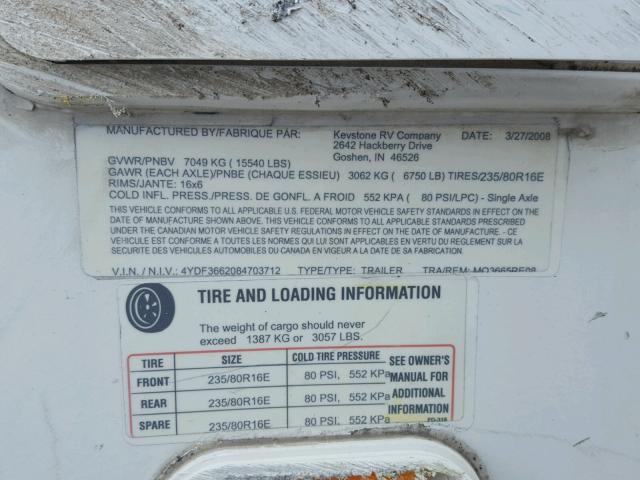 MANUFACTURED BY/FABRIQUE PAR: Keystone RV Company DATE: 3/27/2008
2642 Hackberry Drive
Goshen, IN 46526
GVWR/PNBV 7049 KG ( 15540 LBS)
GAWR (EACH AXLE)/PNBE (CHAQUE ESSIEU) 3062 KG ( 6750 LB) TIRES/235/80R16E
RIMS/JANTE: 16x6
COLD INFL. PRESS./PRESS. DE GONFL. A FROID 552 KPA ( 80 PSI/LPC) - Single Axle
THIS VEHICLE CONFORMS TO ALL APPLICABLE U.S. FEDERAL MOTOR VEHICLE SAFETY STANDARDS IN EFFECT ON
THE DATE OF MANUFACTURE SHOWN ABOVE. THIS VEHICLE CONFORMS TO ALL APPLICABLE STANDARDS PRESCRIBED
UNDER THE CANADIAN MOTOR VEHICLE SAFETY REGULATIONS IN EFFECT ON THE DATE OF MANUFACTURE. - CE
VEHICULE EST CONFORME A TOUTES LES NORMES QUI LUI SONT APPLICABLES EN VERTU DU REGLEMENT SUR LA
SECURITE DES VEHICULES AUTOMOBILES DU CANADA EN VIGUEUR A LA DATE DE SA FABRICATION.
V.I.N. / N.I.V.: 4YDF3662084703712 TYPE/TYPE: TRAILER TRA/REM: MO3665RE08
TIRE AND LOADING INFORMATION
The weight of cargo should never
exceed 1387 KG or 3057 LBS.
TIRE SIZE COLD TIRE PRESSURE
FRONT 235/80R16E 80 PSI, 552 KPa
REAR 235/80R16E 80 PSI, 552 KPa
SPARE 235/80R16E 80 PSI, 552 KPa
SEE OWNER'S
MANUAL FOR
ADDITIONAL
INFORMATION